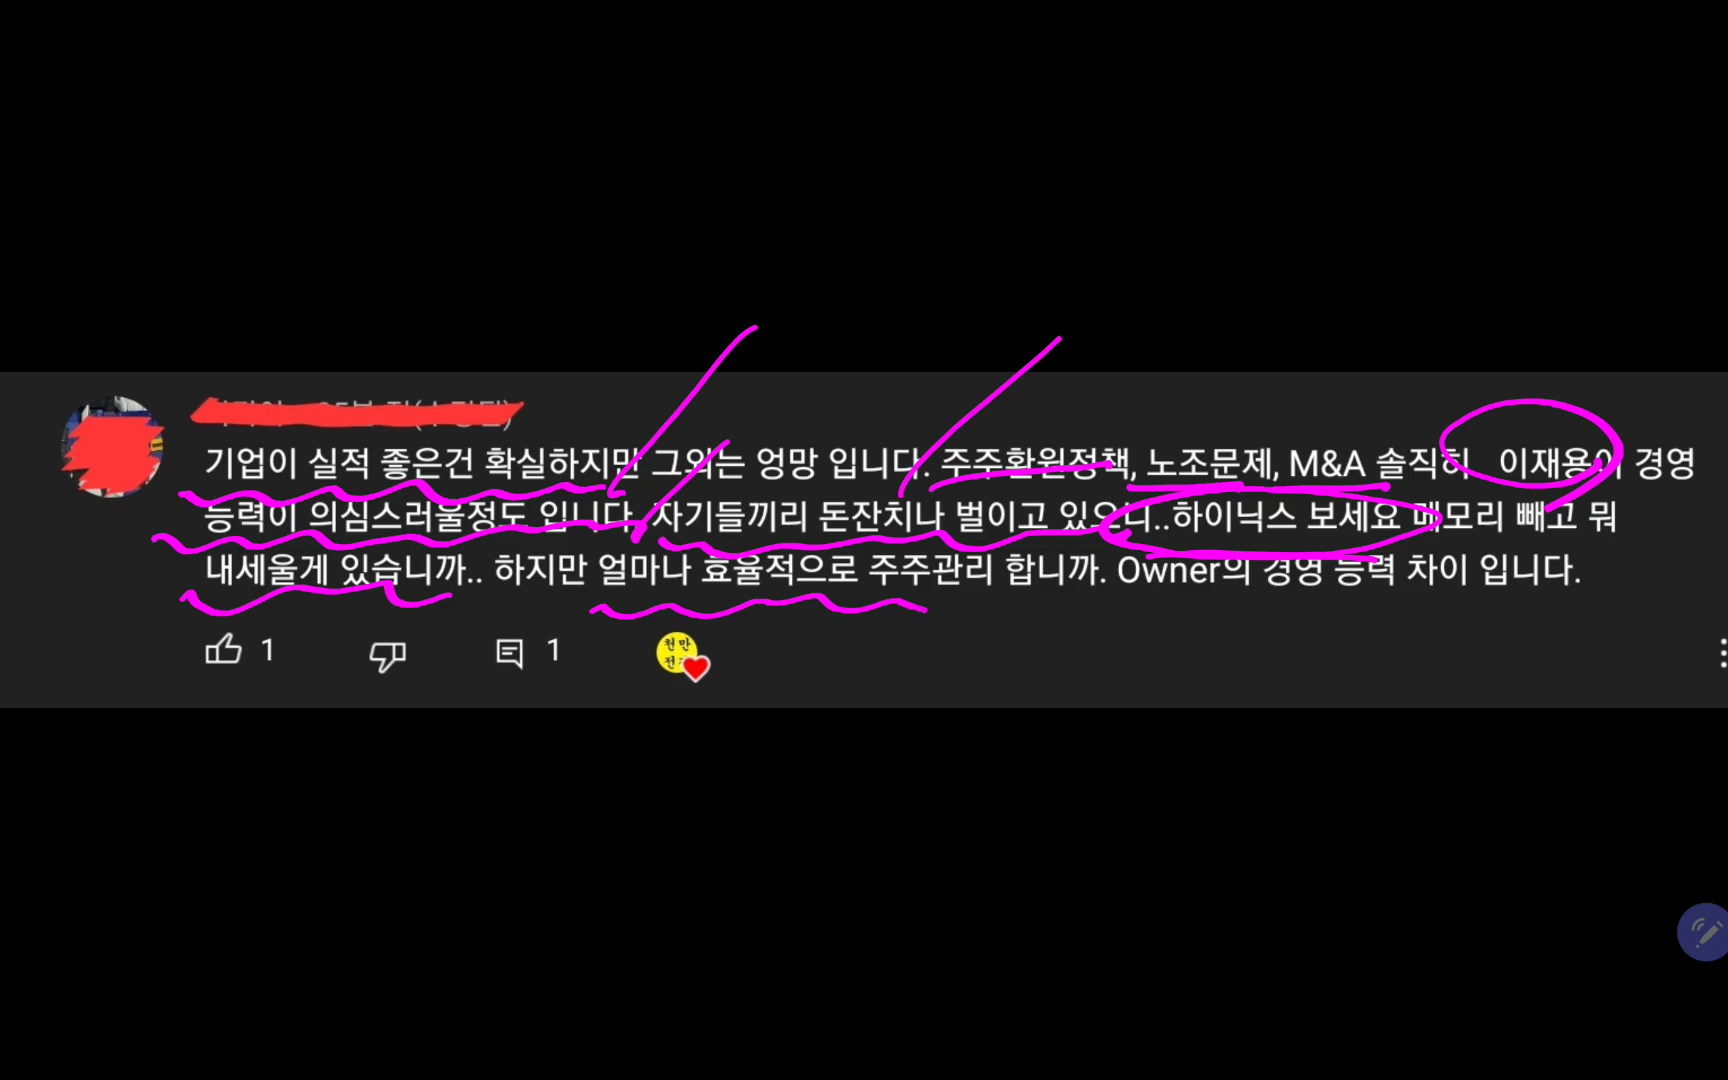 기업이 실적 좋은건 확실하지만 그외는 엉망 입니다. 주주환원정책, 노조문제, M&A 솔직히 이재용이 경영
능력이 의심스러울정도 입니다. 자기들끼리 돈잔치나 벌이고 있으니..하이닉스 보세요 메모리 빼고 뭐
내세울게 있습니까.. 하지만 얼마나 효율적으로 주주관리 합니까. Owner의 경영 능력 차이 입니다.
1 1
천만